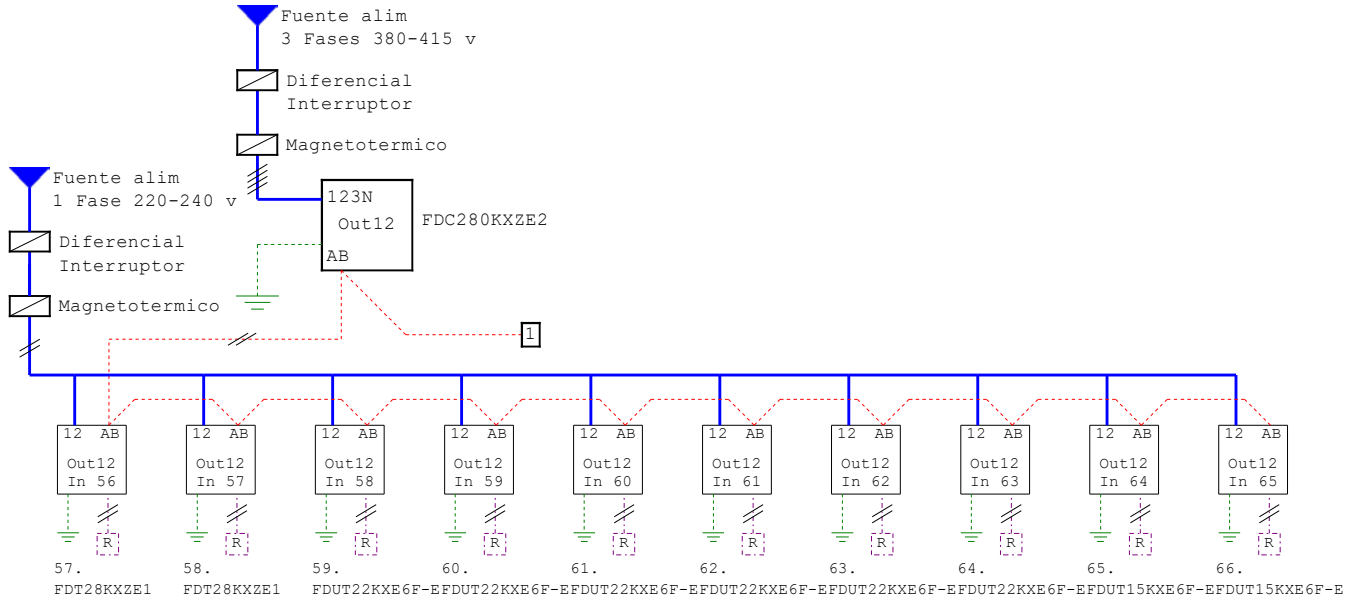 Fuente alim
3 Fases 380-415 v
Diferencial
Interruptor
Magnetotermico
Fuente alim
1 Fase 220-240 v
Diferencial
Interruptor
Magnetotermico
123N
Out12
AB
FDC280KXZE2
1
12 AB 12 AB 12 AB 12 AB 12 AB 12 AB 12 AB 12 AB 12 AB 12 AB
Out12 Out12 Out12 Out12 Out12 Out12 Out12 Out12 Out12 Out12
In 56 In 57 In 58 In 59 In 60 In 61 In 62 In 63 In 64 In 65
R R R R R R R R R R
57. 58. 59. 60. 61. 62. 63. 64. 65. 66.
FDT28KXZE1 FDT28KXZE1 FDUT22KXE6F-EFDUT22KXE6F-EFDUT22KXE6F-EFDUT22KXE6F-EFDUT22KXE6F-EFDUT22KXE6F-EFDUT15KXE6F-EFDUT15KXE6F-E